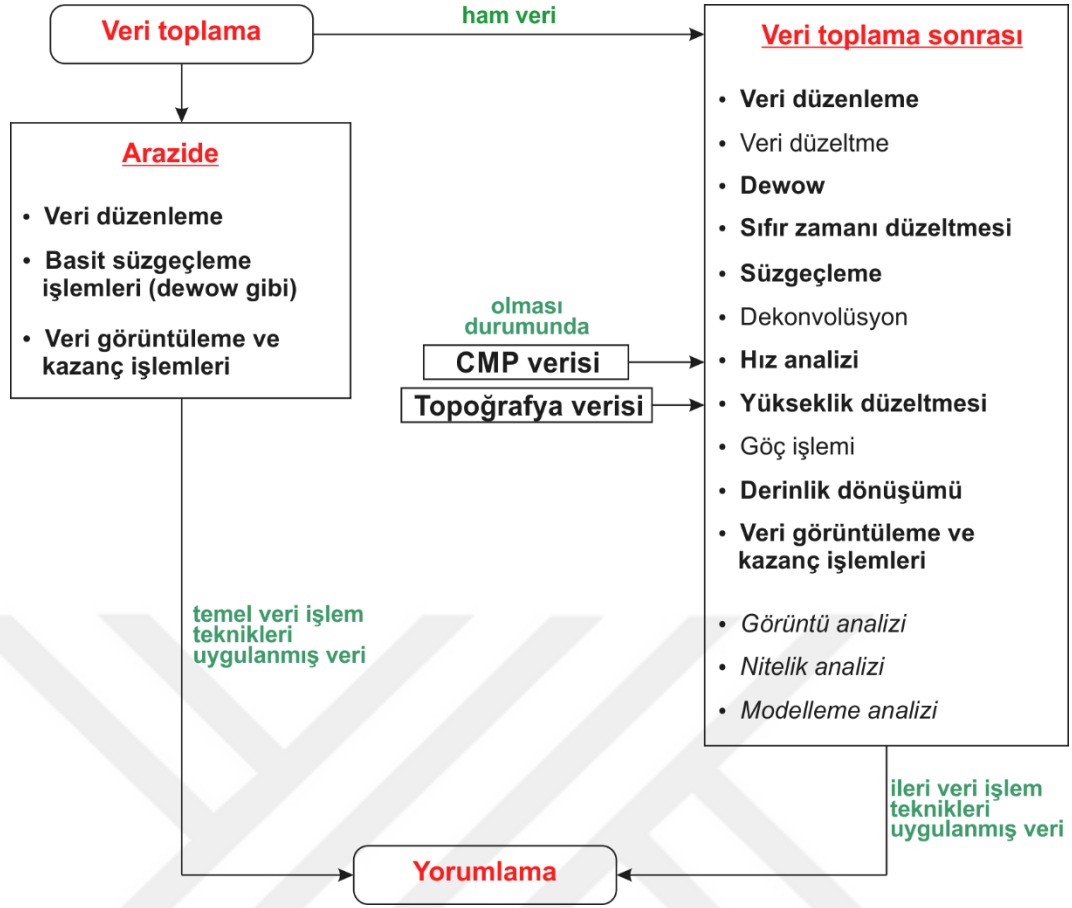 Veri toplama
ham veri
Arazide
• Veri düzenleme
• Basit süzgeçleme
işlemleri (dewow gibi)
• Veri görüntüleme ve
kazanç işlemleri
olması
durumunda
CMP verisi
Topoğrafya verisi
Veri toplama sonrası
• Veri düzenleme
• Veri düzeltme
• Dewow
• Sıfır zamanı düzeltmesi
• Süzgeçleme
• Dekonvolüsyon
• Hız analizi
• Yükseklik düzeltmesi
• Göç işlemi
• Derinlik dönüşümü
• Veri görüntüleme ve
kazanç işlemleri
• Görüntü analizi
• Nitelik analizi
• Modelleme analizi
temel veri işlem
teknikleri
uygulanmış veri
ileri veri işlem
teknikleri
uygulanmış veri
Yorumlama